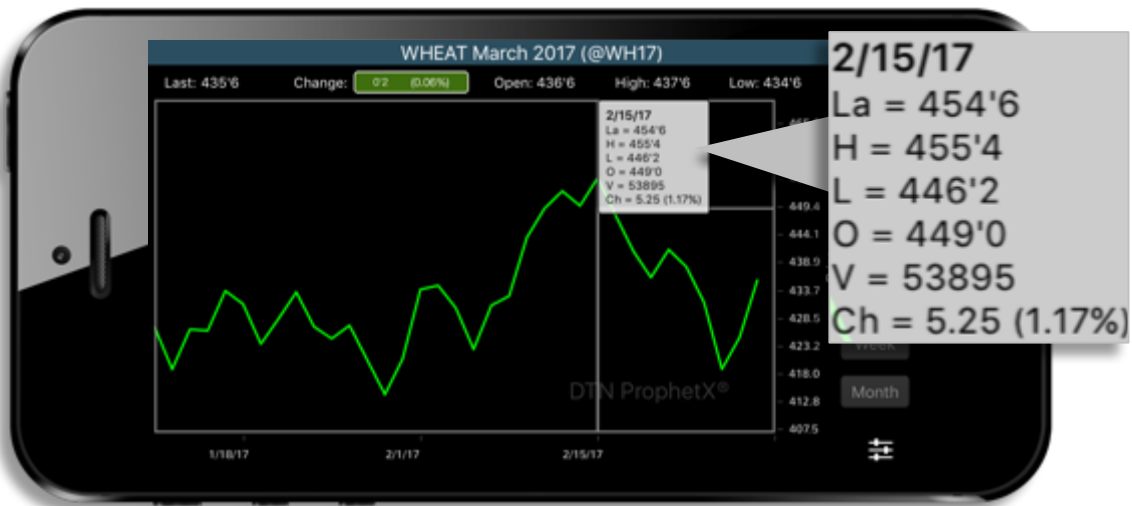 WHEAT March 2017 (@WH17)
Last: 435'6 Change: 0'2 (0.06%) Open: 436'6 High: 437'6 Low: 434'6
2/15/17
La = 454'6
H = 455'4
L = 446'2
O = 449'0
V = 53895
Ch = 5.25 (1.17%)
2/15/17
La = 454'6
H = 455'4
L = 446'2
O = 449'0
V = 53895
Ch = 5.25 (1.17%)
449.4
444.1
438.9
433.7
428.5
423.2
418.0
412.8
407.5
Week
Month
DTN ProphetX®
1/18/17 2/1/17 2/15/17